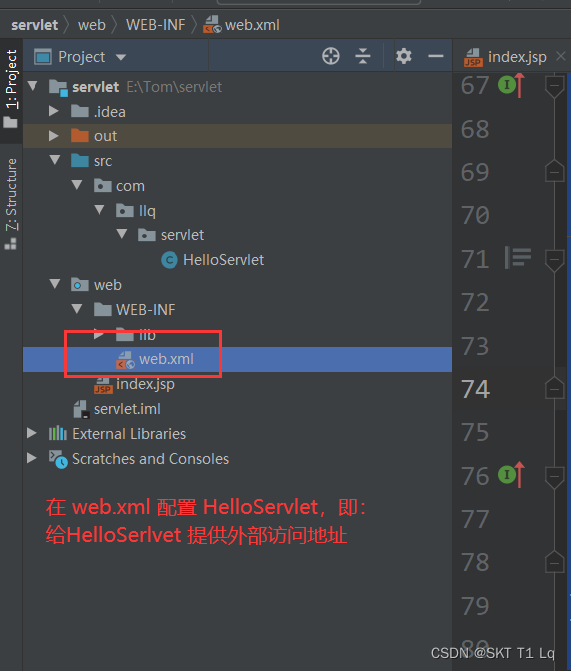 servlet web WEB-INF web.xml
Project
index.jsp
1: Project
Z: Structure
servlet E:\Tom\servlet
.idea
out
src
com
llq
servlet
HelloServlet
web
WEB-INF
lib
web.xml
index.jsp
servlet.iml
External Libraries
Scratches and Consoles
67
68
69
70
71
72
73
74
75
76
77
78
79
80
在 web.xml 配置 HelloServlet，即：
给HelloSerlvet 提供外部访问地址
CSDN @SKT T1 Lq